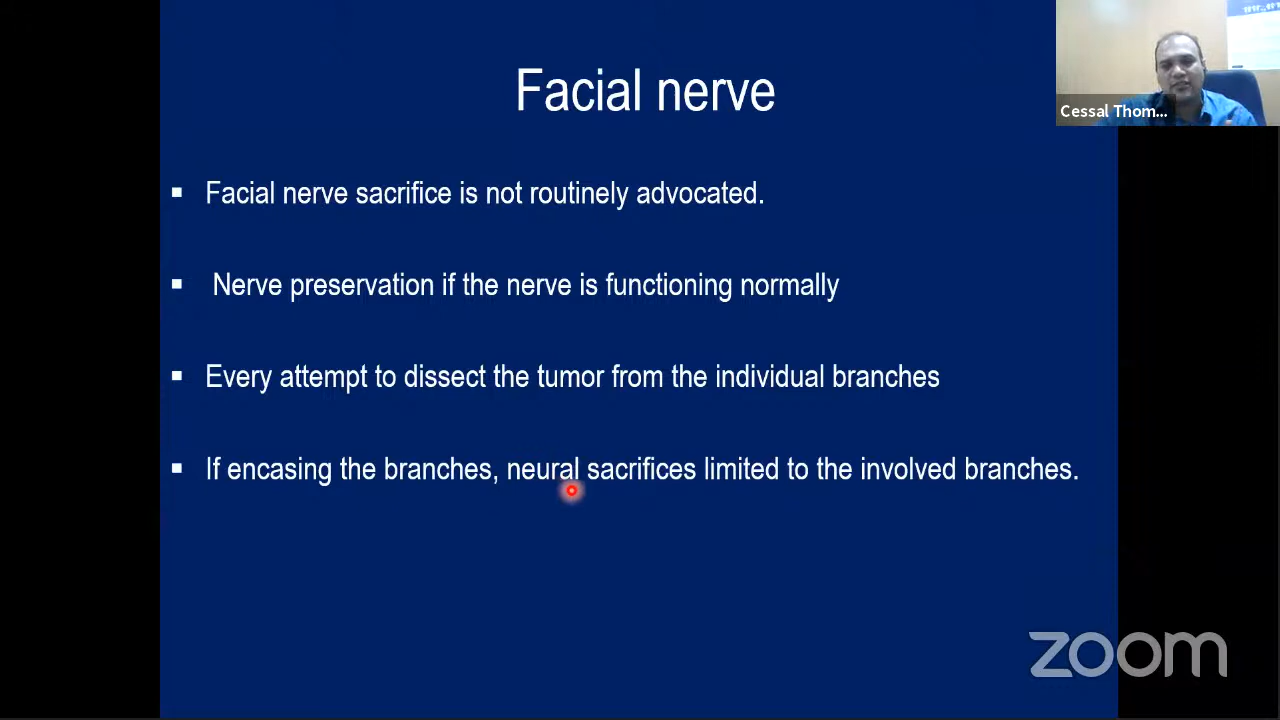 Facial nerve
Cessal Thom...
▪ Facial nerve sacrifice is not routinely advocated.
▪ Nerve preservation if the nerve is functioning normally
▪ Every attempt to dissect the tumor from the individual branches
▪ If encasing the branches, neural sacrifices limited to the involved branches.
zoom